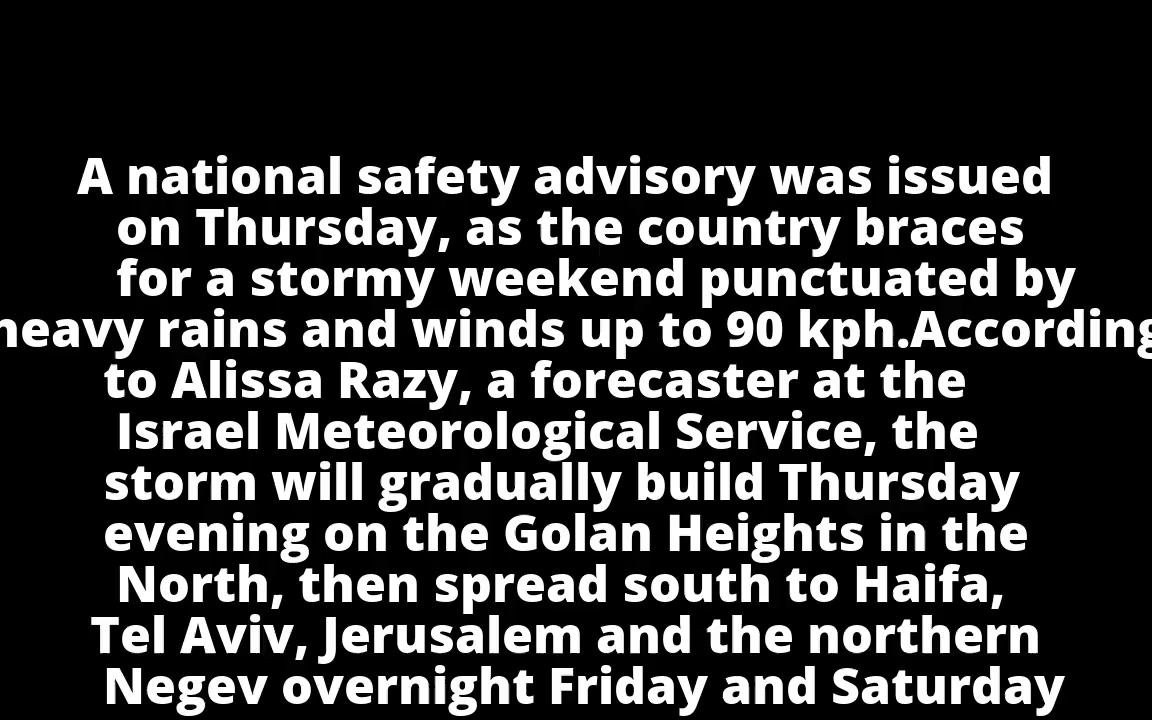 A national safety advisory was issued
on Thursday, as the country braces
for a stormy weekend punctuated by
heavy rains and winds up to 90 kph.According
to Alissa Razy, a forecaster at the
Israel Meteorological Service, the
storm will gradually build Thursday
evening on the Golan Heights in the
North, then spread south to Haifa,
Tel Aviv, Jerusalem and the northern
Negev overnight Friday and Saturday